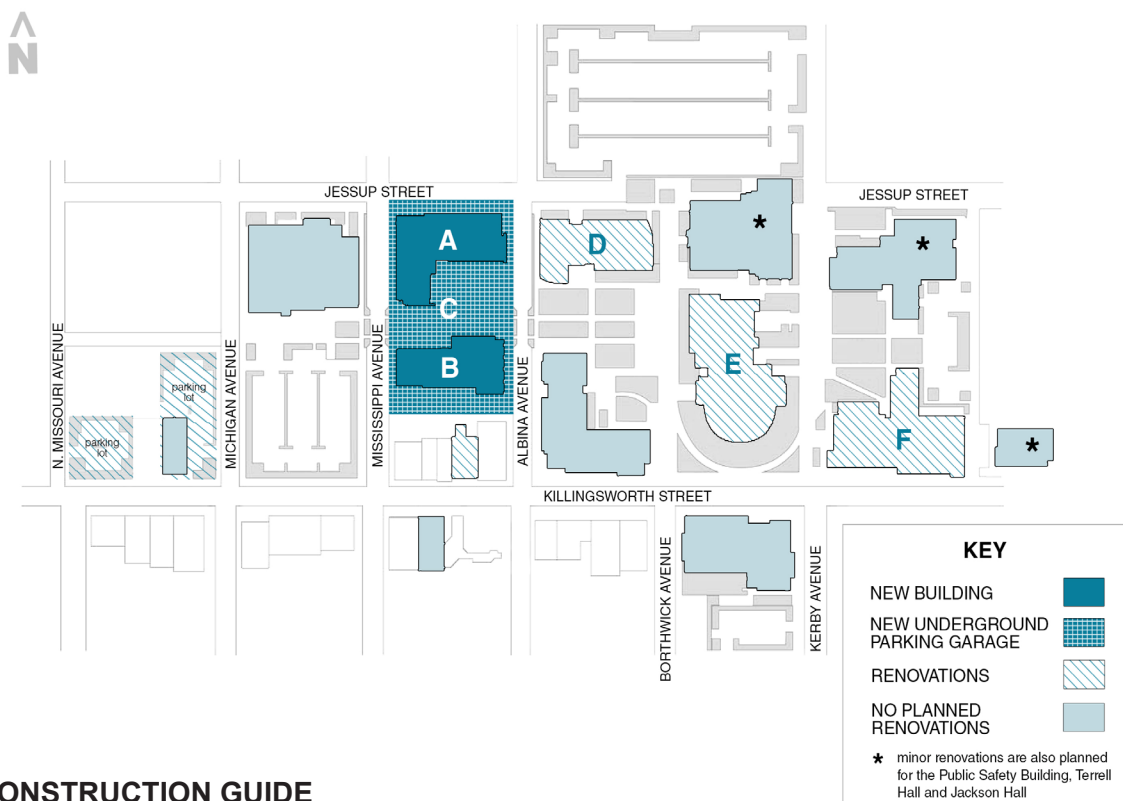 N
JESSUP STREET
JESSUP STREET
A
*
*
D
C
N. MISSOURI AVENUE
MICHIGAN AVENUE
MISSISSIPPI AVENUE
ALBINA AVENUE
B
E
parking
lot
parking
lot
F
*
KILLINGSWORTH STREET
BORTHWICK AVENUE
KERBY AVENUE
KEY
NEW BUILDING
NEW UNDERGROUND
PARKING GARAGE
RENOVATIONS
NO PLANNED
RENOVATIONS
* minor renovations are also planned
for the Public Safety Building, Terrell
Hall and Jackson Hall
ONSTRUCTION GUIDE